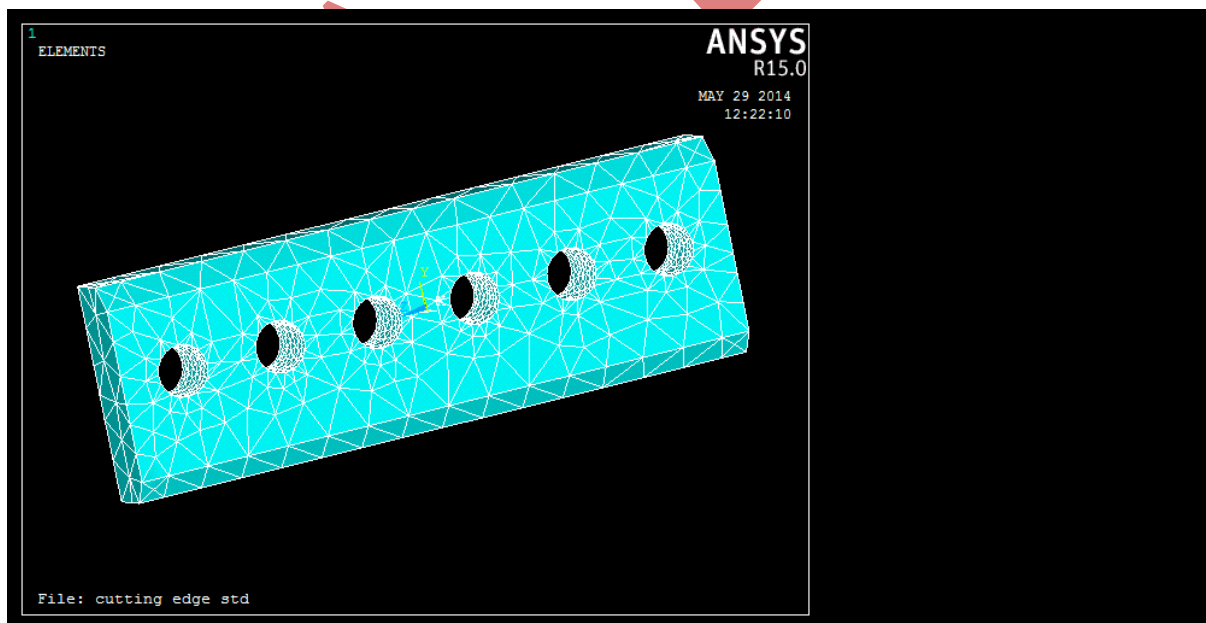 1
ELEMENTS
ANSYS
R15.0
MAY 29 2014
12:22:10
Y
File: cutting edge std